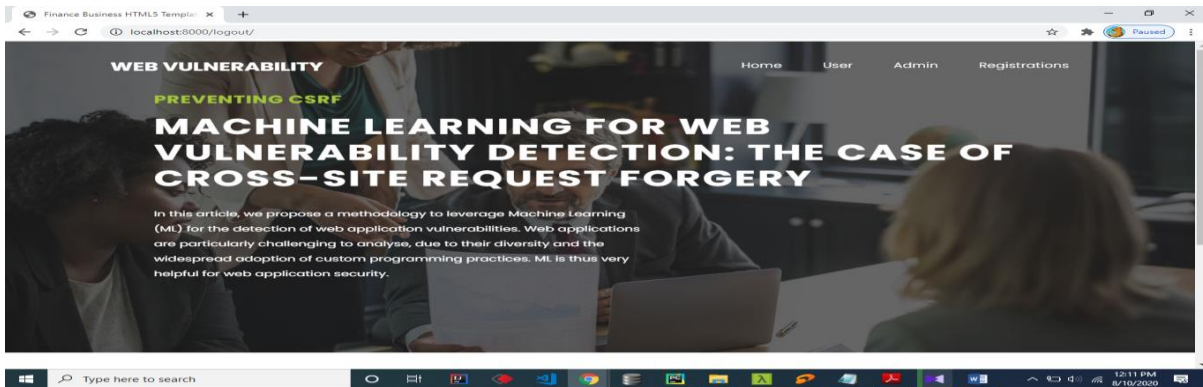 Finance Business HTML5 Templat
localhost:8000/logout/
Paused
WEB VULNERABILITY
Home User Admin Registrations
PREVENTING CSRF
MACHINE LEARNING FOR WEB
VULNERABILITY DETECTION: THE CASE OF
CROSS-SITE REQUEST FORGERY
In this article, we propose a methodology to leverage Machine Learning
(ML) for the detection of web application vulnerabilities. Web applications
are particularly challenging to analyse, due to their diversity and the
widespread adoption of custom programming practices. ML is thus very
helpful for web application security.
Type here to search
12:11 PM
8/10/2020